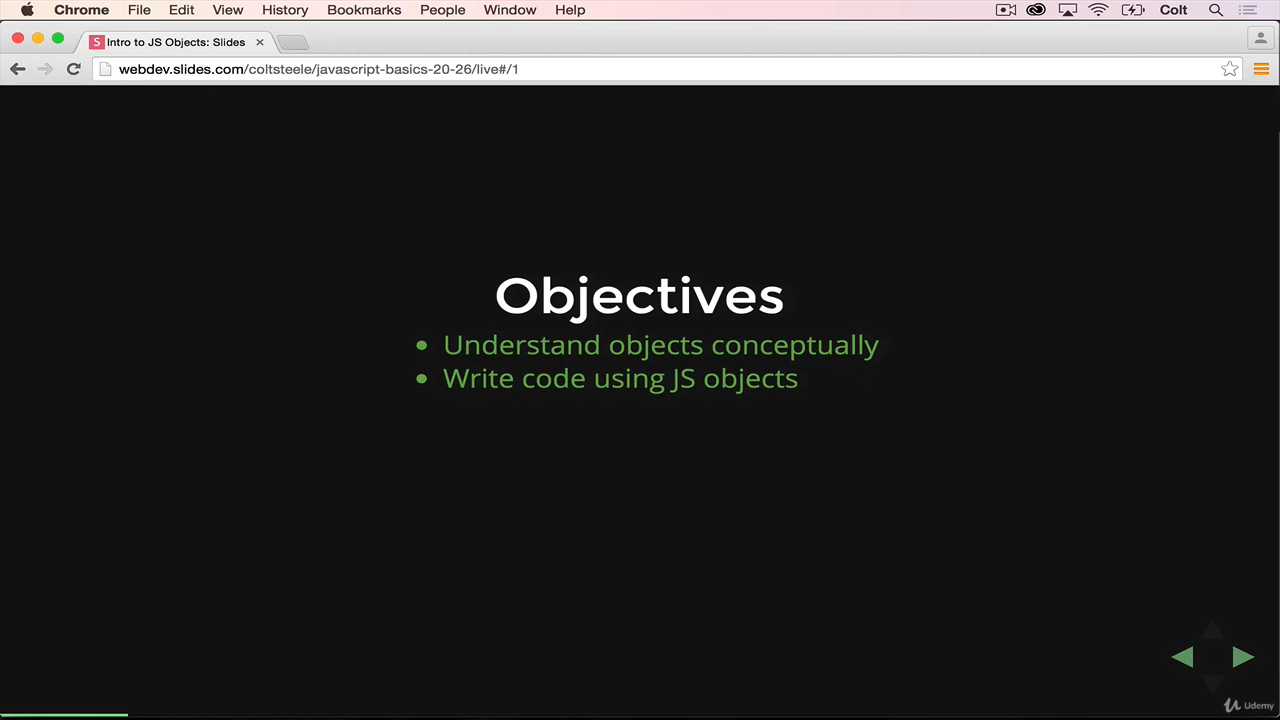 Chrome File Edit View History Bookmarks People Window Help Colt
S Intro to JS Objects: Slides
webdev.slides.com/coltsteele/javascript-basics-20-26/live#/1
Objectives
• Understand objects conceptually
• Write code using JS objects
Udemy